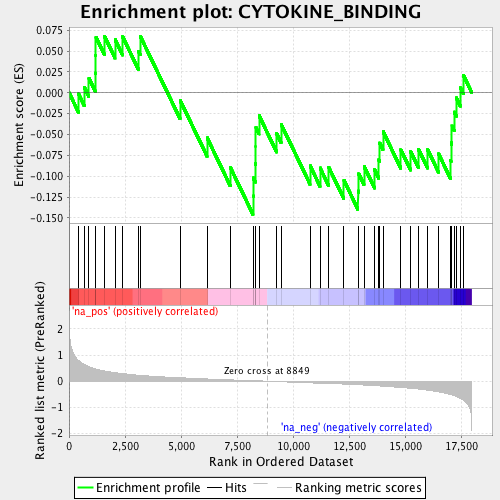 Enrichment plot: CYTOKINE_BINDING
Enrichment score (ES)
0.075
0.050
0.025
0.000
-0.025
-0.050
-0.075
-0.100
-0.125
-0.150
'na_pos' (positively correlated)
Ranked list metric (PreRanked)
2
1
0
-1
-2
Zero cross at 8849
'na_neg' (negatively correlated)
0
2,500
5,000
7,500
10,000
12,500
15,000
17,500
Rank in Ordered Dataset
Enrichment profile
Hits
Ranking metric scores